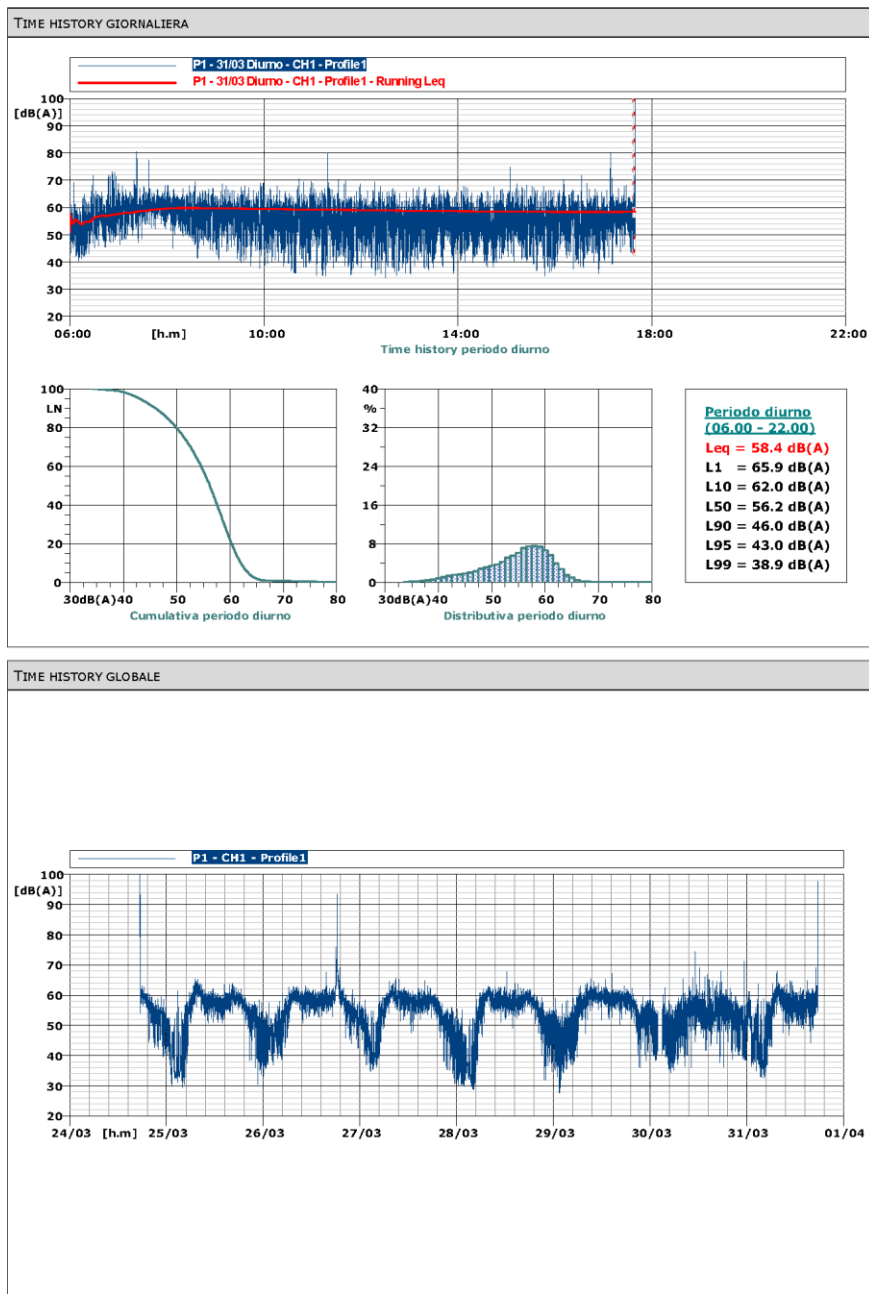 TIME HISTORY GIORNALIERA
P1 - 31/03 Diurno - CH1 - Profile1
P1 - 31/03 Diurno - CH1 - Profile1 - Running Leq
100
[dB(A)]
90
80
70
60
50
40
30
20
06:00 [h.m] 10:00 14:00 18:00 22:00
Time history periodo diurno
100
LN
80
60
40
20
0
30dB(A)40 50 60 70 80
Cumulativa periodo diurno
40
%
32
24
16
8
0
30dB(A)40 50 60 70 80
Distributiva periodo diurno
Periodo diurno
(06.00 - 22.00)
Leq = 58.4 dB(A)
L1 = 65.9 dB(A)
L10 = 62.0 dB(A)
L50 = 56.2 dB(A)
L90 = 46.0 dB(A)
L95 = 43.0 dB(A)
L99 = 38.9 dB(A)
TIME HISTORY GLOBALE
P1 - CH1 - Profile1
100
[dB(A)]
90
80
70
60
50
40
30
20
24/03 [h.m] 25/03 26/03 27/03 28/03 29/03 30/03 31/03 01/04